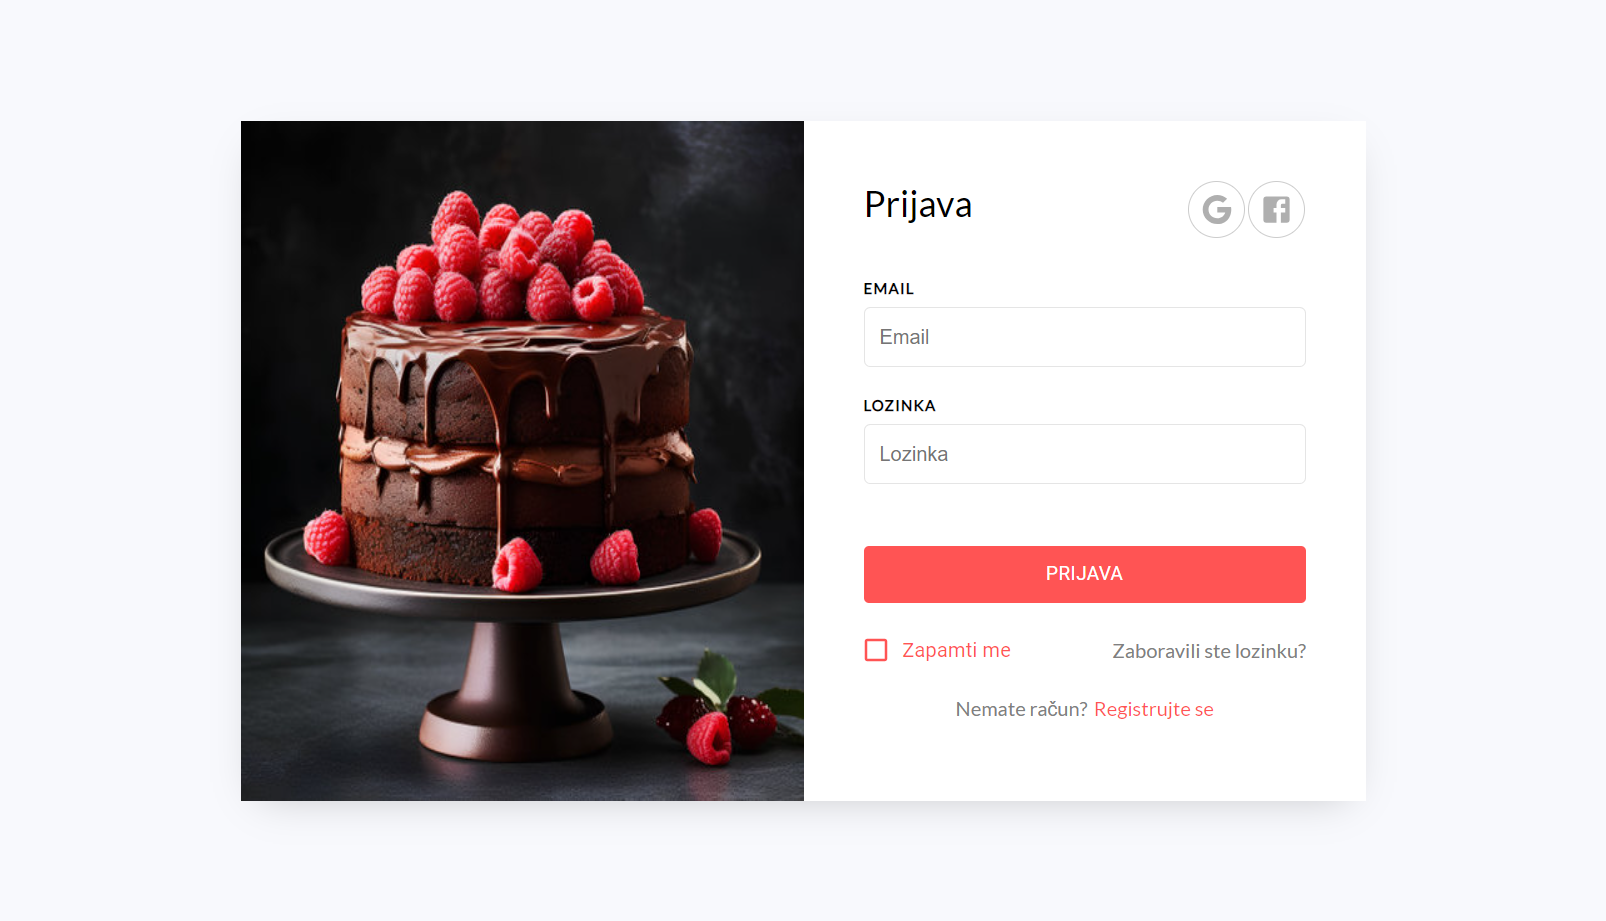 Prijava
EMAIL
Email
LOZINKA
Lozinka
PRIJAVA
Zapamti me
Zaboravili ste lozinku?
Nemate račun? Registrujte se